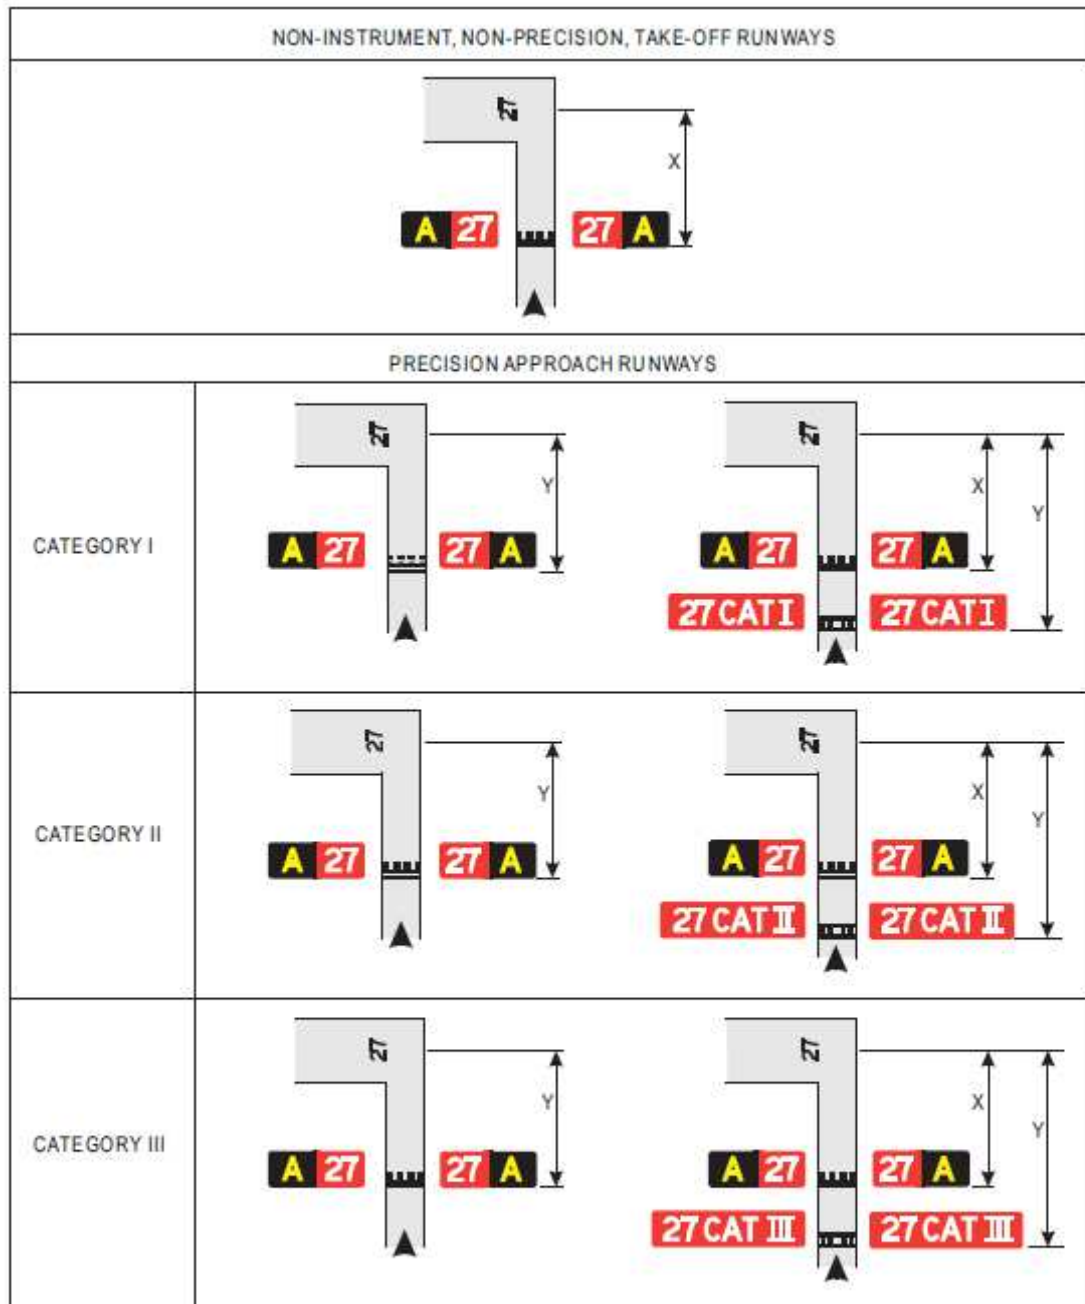 NON-INSTRUMENT, NON-PRECISION, TAKE-OFF RUNWAYS
27
X
A 27 27 A
PRECISION APPROACH RUNWAYS
CATEGORY I
27 27
Y X Y
A 27 27 A A 27 27 A
27 CAT I 27 CAT I
CATEGORY II
27 27
Y X Y
A 27 27 A A 27 27 A
27 CAT II 27 CAT II
CATEGORY III
27 27
Y X Y
A 27 27 A A 27 27 A
27 CAT III 27 CAT III